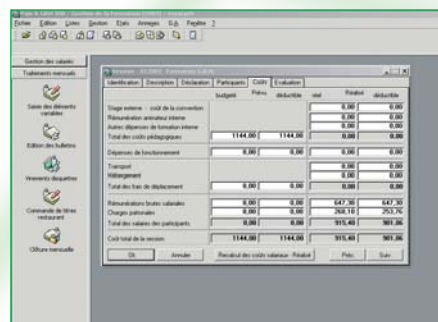 Fichier Edition Listes Gestion Etats Annexes G.A. Fenêtre ?
Gestion des salariés
Traitements mensuels
Saisie des éléments
variables
Edition des bulletins
Virements disquettes
Commande de titres
restaurant
Clôture mensuelle
Identification Description Déclaration Participants Coûts Evaluation
Prévu Réalisé
budgété déductible réel déductible
Stage externe - coût de la convention 0,00 0,00
Rémunération animateur interne 0,00 0,00
Autres dépenses de formation interne 0,00 0,00
Total des coûts pédagogiques 1144,00 1144,00 0,00 0,00
Dépenses de fonctionnement 0,00 0,00 0,00 0,00
Transport 0,00 0,00
Hébergement 0,00 0,00
Total des frais de déplacement 0,00 0,00 0,00 0,00
Rémunérations brutes salariales 0,00 0,00 647,30 647,30
Charges patronales 0,00 0,00 268,10 253,76
Total des salaires des participants 0,00 0,00 915,40 901,06
Coût total de la session 1144,00 1144,00 915,40 901,06
Ok Annuler Recalcul des coûts salariaux - Réalisé Préc. Suiv.